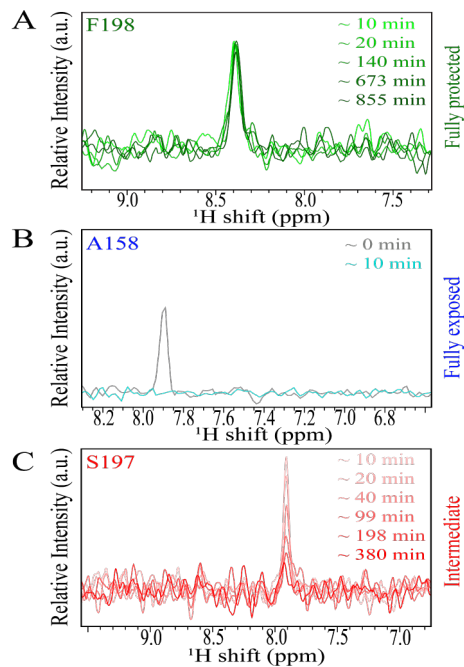 A
F198
~ 10 min
~ 20 min
~ 140 min
~ 673 min
~ 855 min
Relative Intensity (a.u.)
Fully protected
9.0 8.5 8.0 7.5
¹H shift (ppm)
B
A158
~ 0 min
~ 10 min
Relative Intensity (a.u.)
Fully exposed
8.2 8.0 7.8 7.6 7.4 7.2 7.0 6.8
¹H shift (ppm)
C
S197
~ 10 min
~ 20 min
~ 40 min
~ 99 min
~ 198 min
~ 380 min
Relative Intensity (a.u.)
Intermediate
9.0 8.5 8.0 7.5 7.0
¹H shift (ppm)